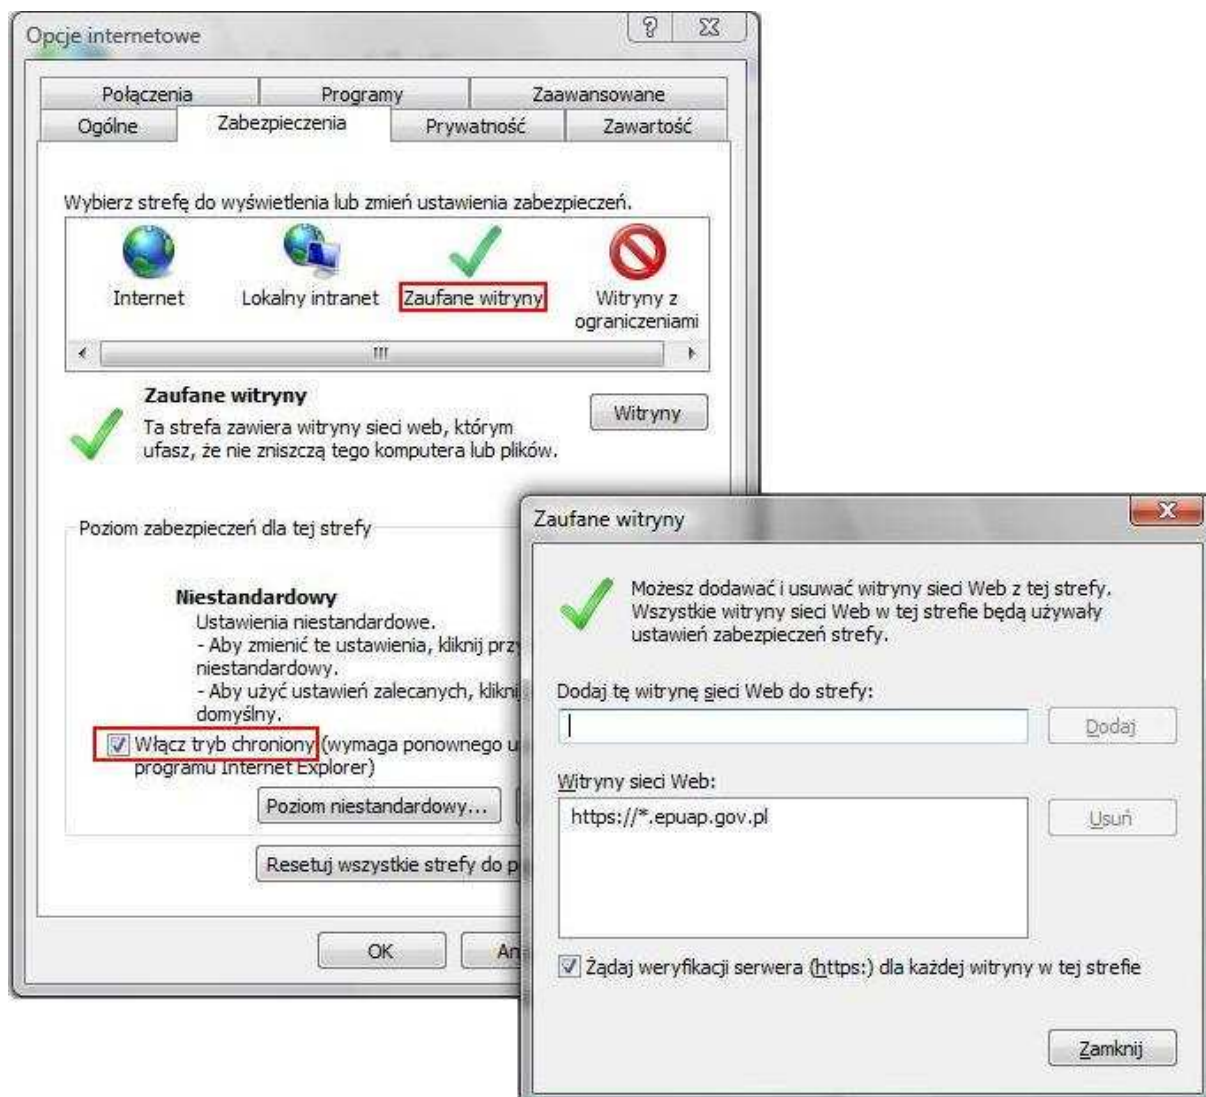 Opcje internetowe
Połączenia Programy Zaawansowane
Ogólne Zabezpieczenia Prywatność Zawartość
Wybierz strefę do wyświetlenia lub zmień ustawienia zabezpieczeń.
Internet Lokalny intranet Zaufane witryny Witryny z
ograniczeniami
Zaufane witryny
Witryny
Ta strefa zawiera witryny sieci web, którym
ufasz, że nie zniszczą tego komputera lub plików.
Poziom zabezpieczeń dla tej strefy
Niestandardowy
Ustawienia niestandardowe.
- Aby zmienić te ustawienia, kliknij
niestandardowy.
- Aby użyć ustawień zalecanych,
domyślny.
Włącz tryb chroniony (wymaga ponownego
programu Internet Explorer)
Poziom niestandardowy...
Resetuj wszystkie strefy do
OK
Zaufane witryny
Możesz dodawać i usuwać witryny sieci Web z tej strefy.
Wszystkie witryny sieci Web w tej strefie będą używały
ustawień zabezpieczeń strefy.
Dodaj tę witrynę sieci Web do strefy:
Dodaj
Witryny sieci Web:
https://*.epuap.gov.pl
Usuń
Żądaj weryfikacji serwera (https:) dla każdej witryny w tej strefie
Zamknij